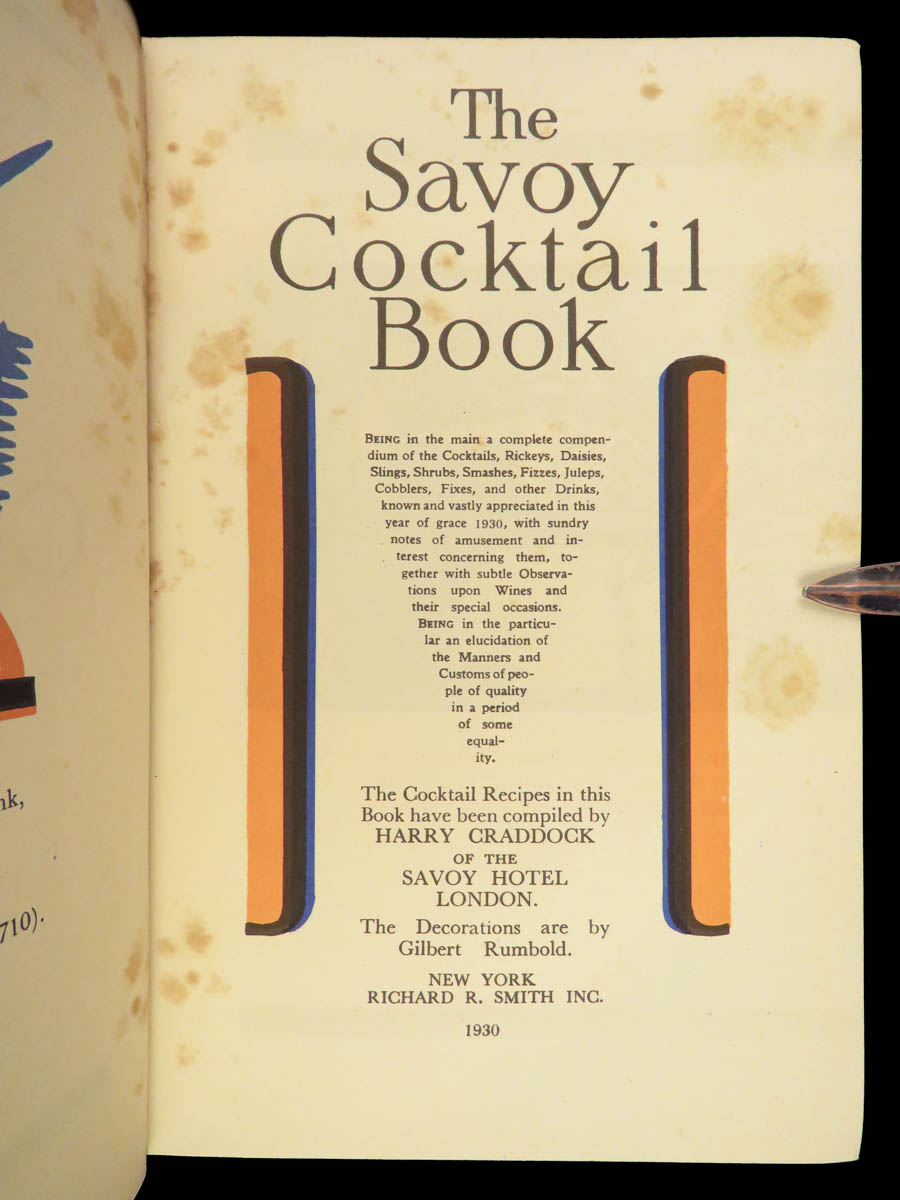 The
Savoy
Cocktail
Book
BEING in the main a complete compen-
dium of the Cocktails, Rickeys, Daisies,
Slings, Shrubs, Smashes, Fizzes, Juleps,
Cobblers, Fixes, and other Drinks,
known and vastly appreciated in this
year of grace 1930, with sundry
notes of amusement and in-
terest concerning them, to-
gether with subtle Observa-
tions upon Wines and
their special occasions.
BEING in the particu-
lar an elucidation of
the Manners and
Customs of peo-
ple of quality
in a period
of some
equal-
ity.
The Cocktail Recipes in this
Book have been compiled by
HARRY CRADDOCK
OF THE
SAVOY HOTEL
LONDON.
The Decorations are by
Gilbert Rumbold.
NEW YORK
RICHARD R. SMITH INC.
1930
710).